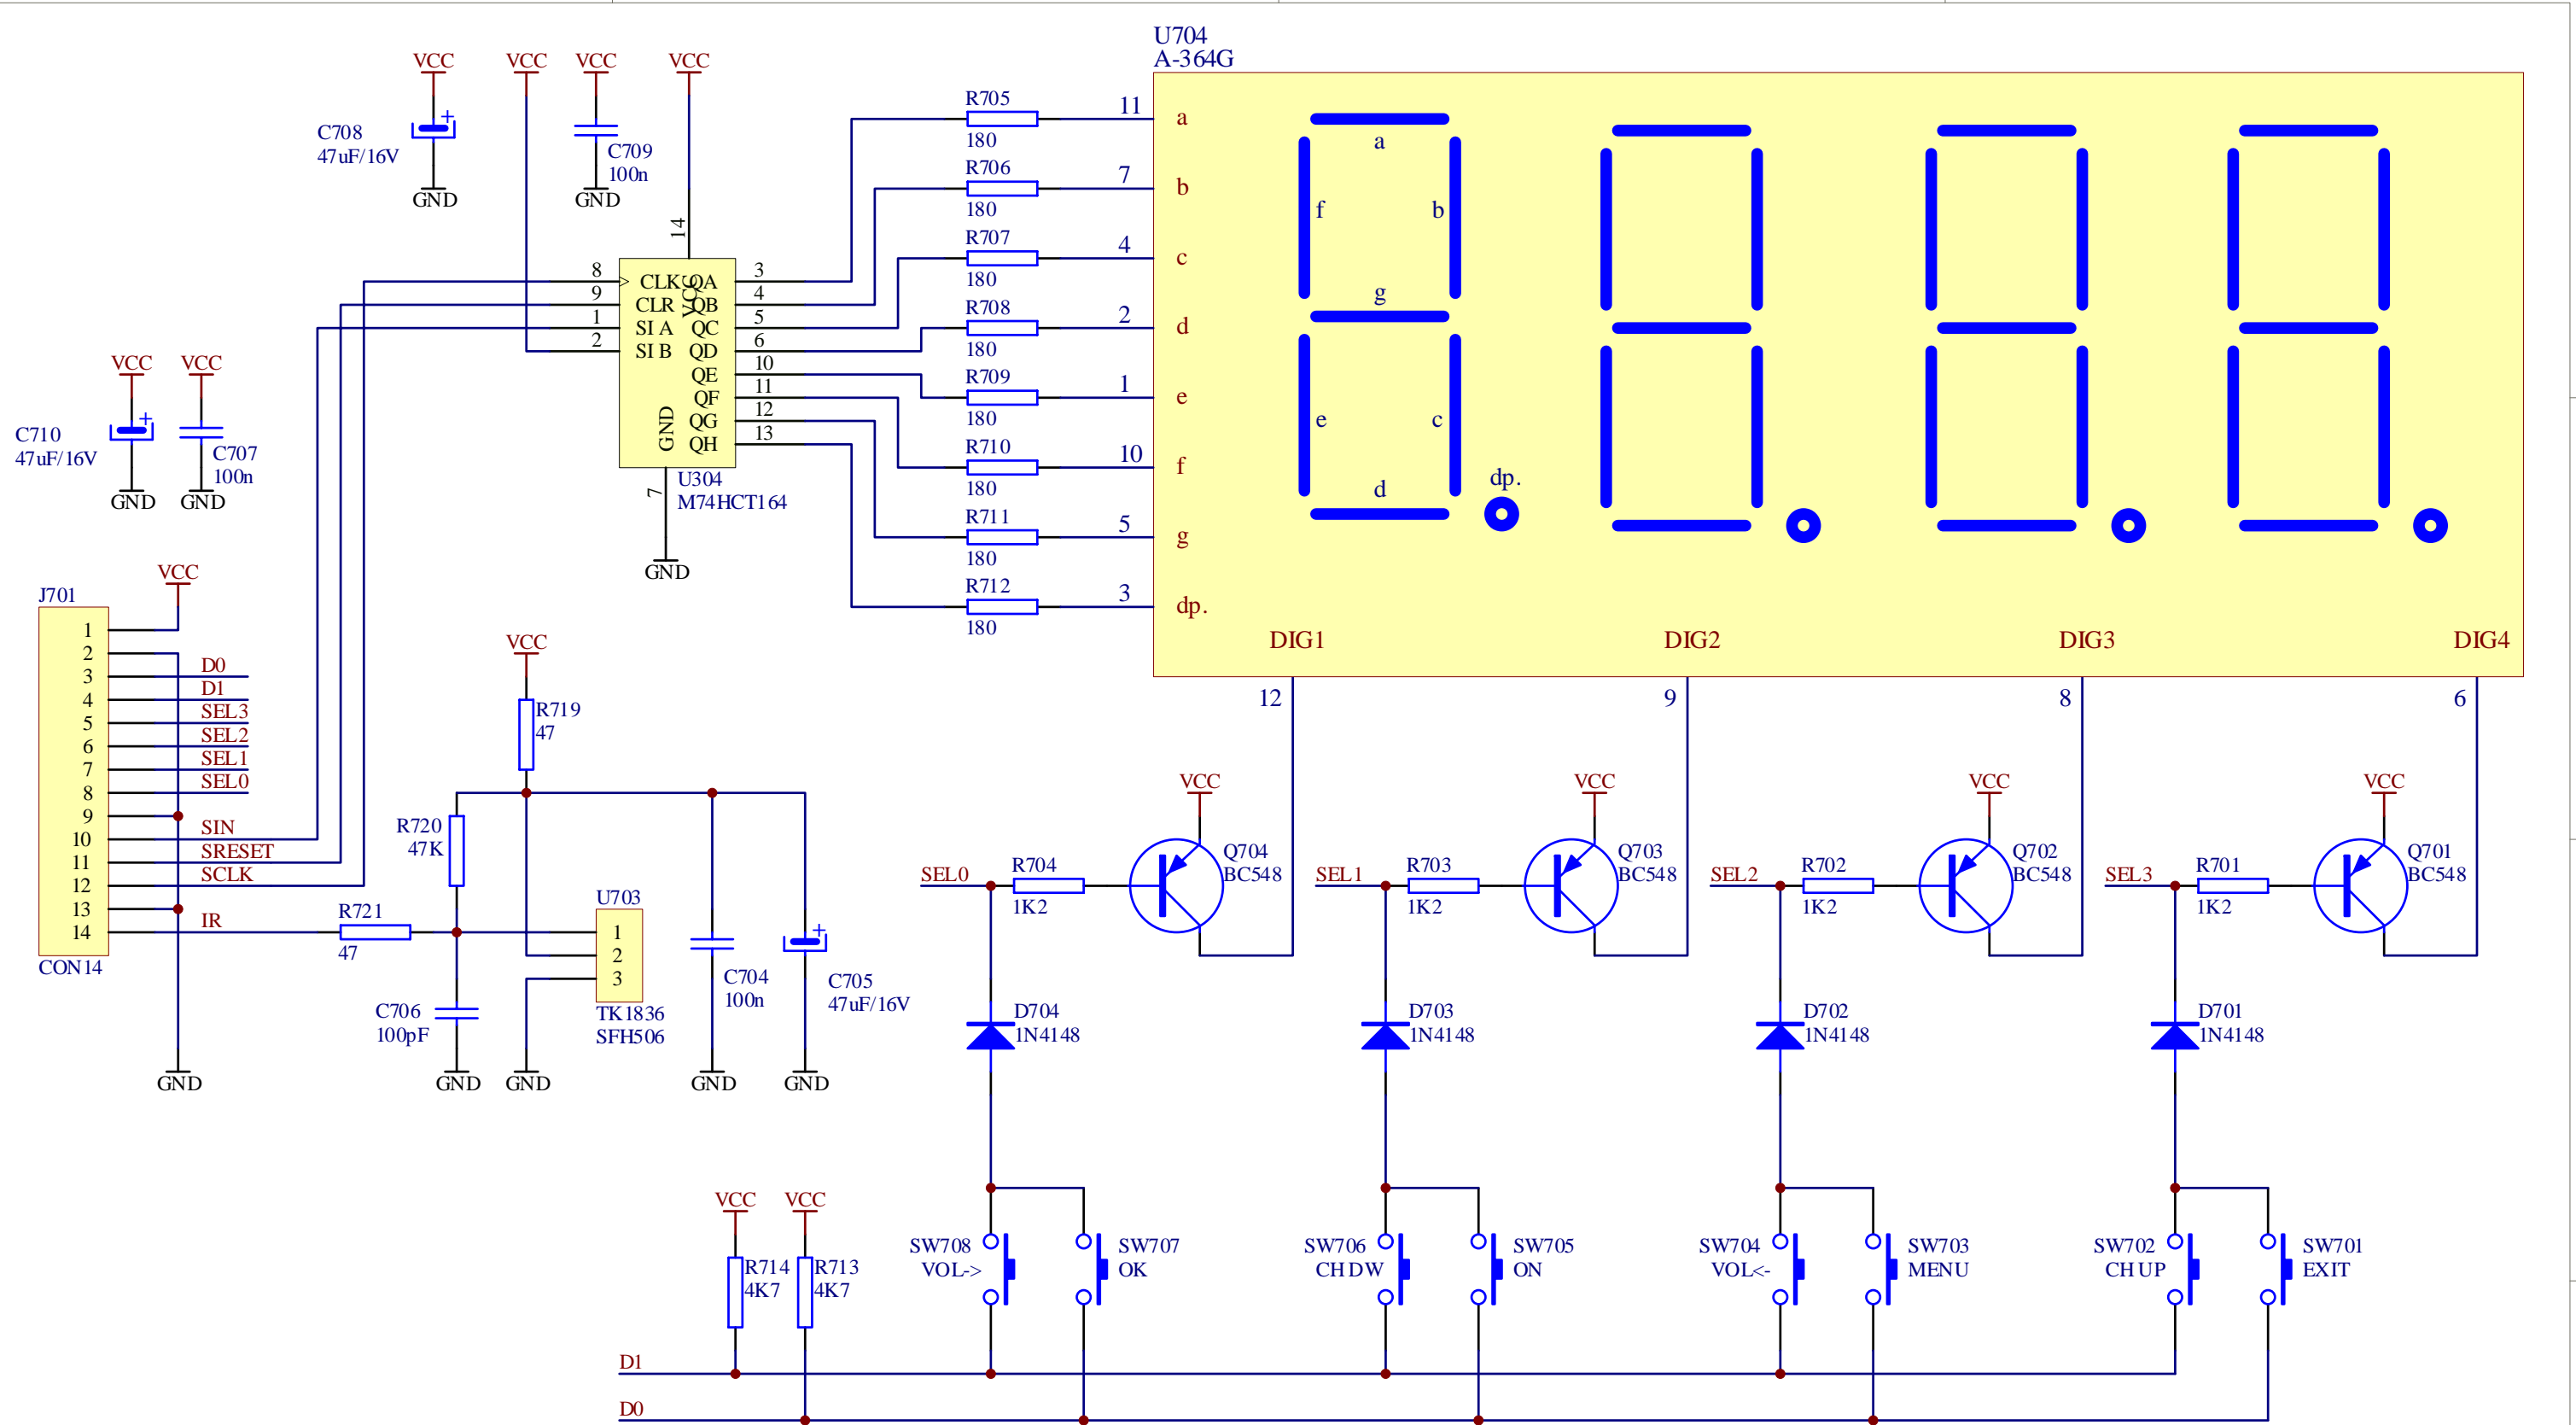 U704
A-364G
VCC
VCC
VCC
VCC
C708
47uF/16V
GND
C709
100n
GND
14
8
9
1
2
CLK
CLR
SI A
SI B
VCC
GND
QA
QB
QC
QD
QE
QF
QG
QH
3
4
5
6
10
11
12
13
7
GND
U304
M74HCT164
R705
180
R706
180
R707
180
R708
180
R709
180
R710
180
R711
180
R712
180
11
7
4
2
1
10
5
3
a
b
c
d
e
f
g
dp.
a
f
b
g
e
c
d
dp.
DIG1
DIG2
DIG3
DIG4
12
9
8
6
VCC
VCC
C710
47uF/16V
GND
C707
100n
GND
VCC
J701
1
2
3
4
5
6
7
8
9
10
11
12
13
14
CON14
D0
D1
SEL3
SEL2
SEL1
SEL0
SIN
SRESET
SCLK
IR
GND
VCC
R719
47
R720
47K
R721
47
C706
100pF
GND
GND
U703
1
2
3
TK1836
SFH506
C704
100n
GND
C705
47uF/16V
GND
SEL0
R704
1K2
VCC
Q704
BC548
D704
1N4148
SEL1
R703
1K2
VCC
Q703
BC548
D703
1N4148
SEL2
R702
1K2
VCC
Q702
BC548
D702
1N4148
SEL3
R701
1K2
VCC
Q701
BC548
D701
1N4148
VCC
VCC
R714
4K7
R713
4K7
SW708
VOL->
SW707
OK
SW706
CH DW
SW705
ON
SW704
VOL<-
SW703
MENU
SW702
CH UP
SW701
EXIT
D1
D0